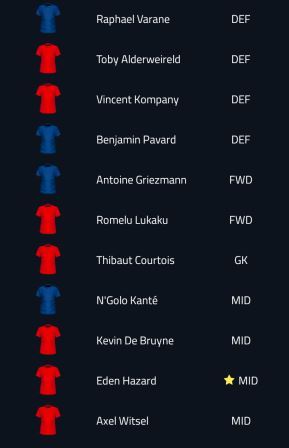 Raphael Varane DEF
Toby Alderweireld DEF
Vincent Kompany DEF
Benjamin Pavard DEF
Antoine Griezmann FWD
Romelu Lukaku FWD
Thibaut Courtois GK
N'Golo Kanté MID
Kevin De Bruyne MID
Eden Hazard MID
Axel Witsel MID